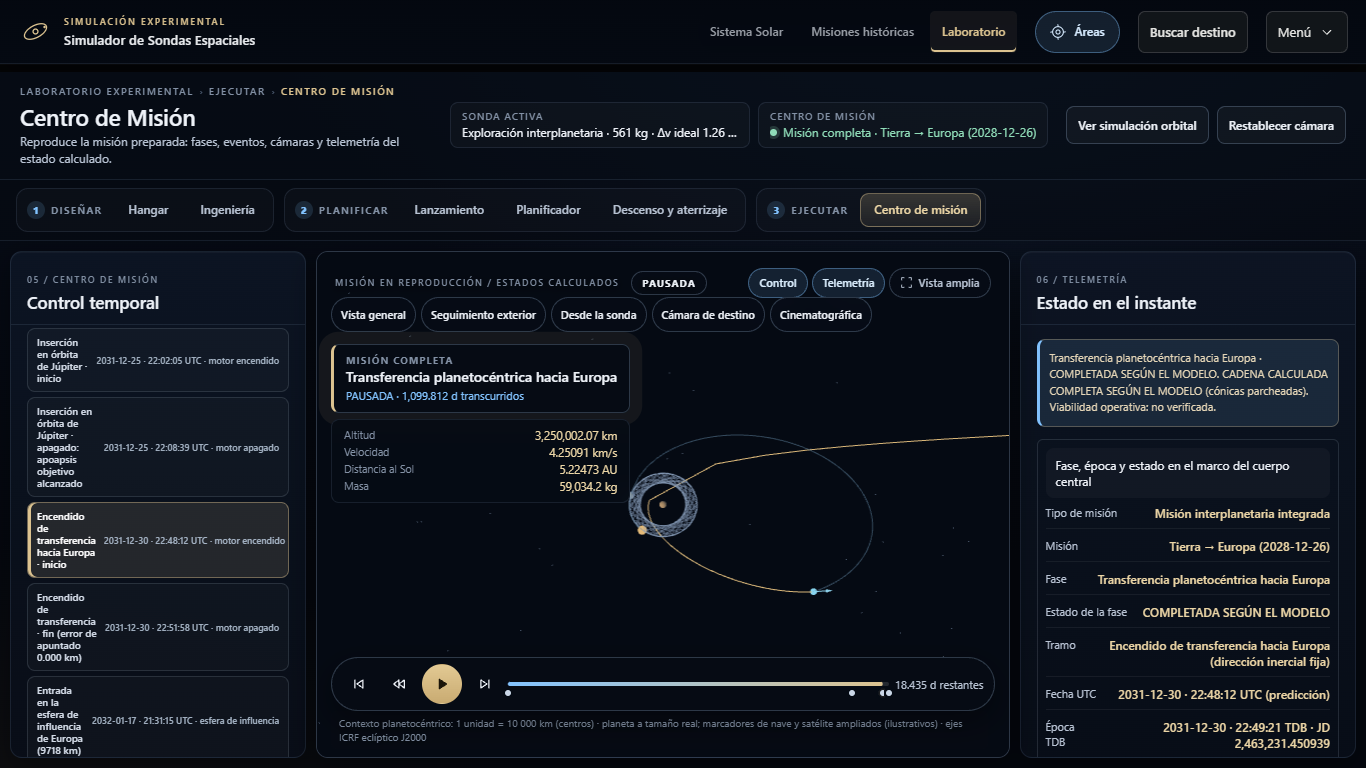 SIMULACIÓN EXPERIMENTAL
Simulador de Sondas Espaciales
Sistema Solar
Misiones históricas
Laboratorio
Áreas
Buscar destino
Menú
LABORATORIO EXPERIMENTAL › EJECUTAR › CENTRO DE MISIÓN
Centro de Misión
Reproduce la misión preparada: fases, eventos, cámaras y telemetría del
estado calculado.
SONDA ACTIVA
Exploración interplanetaria · 561 kg · Δv ideal 1.26 ...
CENTRO DE MISIÓN
Misión completa · Tierra → Europa (2028-12-26)
Ver simulación orbital
Restablecer cámara
1 DISEÑAR
Hangar
Ingeniería
2 PLANIFICAR
Lanzamiento
Planificador
Descenso y aterrizaje
3 EJECUTAR
Centro de misión
05 / CENTRO DE MISIÓN
Control temporal
Inserción
en órbita
de Júpiter ·
inicio
2031-12-25 · 22:02:05 UTC · motor encendido
Inserción en
órbita de
Júpiter ·
apagado:
apoapsis
objetivo
alcanzado
2031-12-25 · 22:08:39 UTC · motor apagado
Encendido
de
transferencia
hacia Europa
· inicio
2031-12-30 · 22:48:12 UTC · motor encendido
Encendido
de
transferencia
· fin (error de
apuntado
0.000 km)
2031-12-30 · 22:51:58 UTC · motor apagado
Entrada
en la
esfera de
influencia
de Europa
(9718 km)
2032-01-17 · 21:31:15 UTC · esfera de influencia
MISIÓN EN REPRODUCCIÓN / ESTADOS CALCULADOS
PAUSADA
Control
Telemetría
Vista amplia
Vista general
Seguimiento exterior
Desde la sonda
Cámara de destino
Cinematográfica
MISIÓN COMPLETA
Transferencia planetocéntrica hacia Europa
PAUSADA · 1,099.812 d transcurridos
Altitud 3,250,002.07 km
Velocidad 4.25091 km/s
Distancia al Sol 5.22473 AU
Masa 59,034.2 kg
18.435 d restantes
Contexto planetocéntrico: 1 unidad = 10 000 km (centros) · planeta a tamaño real; marcadores de nave y satélite ampliados (ilustrativos) · ejes
ICRF eclíptico J2000
06 / TELEMETRÍA
Estado en el instante
Transferencia planetocéntrica hacia Europa ·
COMPLETADA SEGÚN EL MODELO. CADENA CALCULADA
COMPLETA SEGÚN EL MODELO (cónicas parcheadas).
Viabilidad operativa: no verificada.
Fase, época y estado en el marco del cuerpo
central
Tipo de misión Misión interplanetaria integrada
Misión Tierra → Europa (2028-12-26)
Fase Transferencia planetocéntrica hacia Europa
Estado de la fase COMPLETADA SEGÚN EL MODELO
Tramo Encendido de transferencia hacia Europa
(dirección inercial fija)
Fecha UTC 2031-12-30 · 22:48:12 UTC (predicción)
Época
TDB
2031-12-30 · 22:49:21 TDB · JD
2,463,231.450939